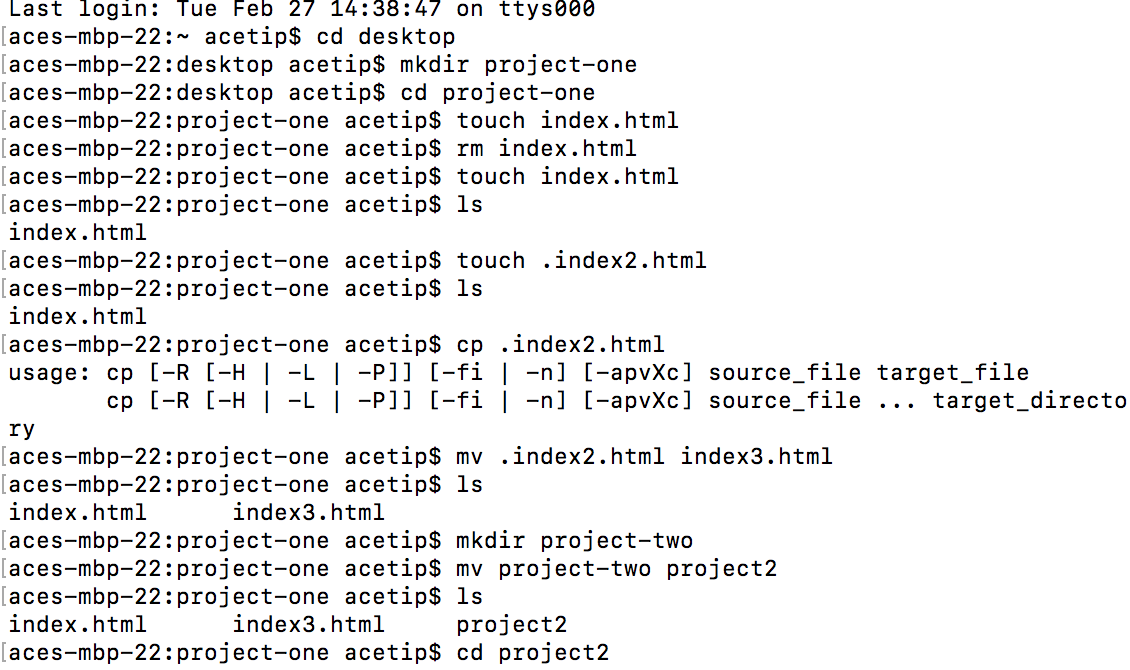 Last login: Tue Feb 27 14:38:47 on ttys000
[aces-mbp-22:~ acetip$ cd desktop
[aces-mbp-22:desktop acetip$ mkdir project-one
[aces-mbp-22:desktop acetip$ cd project-one
[aces-mbp-22:project-one acetip$ touch index.html
[aces-mbp-22:project-one acetip$ rm index.html
[aces-mbp-22:project-one acetip$ touch index.html
[aces-mbp-22:project-one acetip$ ls
index.html
[aces-mbp-22:project-one acetip$ touch .index2.html
[aces-mbp-22:project-one acetip$ ls
index.html
[aces-mbp-22:project-one acetip$ cp .index2.html
usage: cp [-R [-H | -L | -P]] [-fi | -n] [-apvXc] source_file target_file
       cp [-R [-H | -L | -P]] [-fi | -n] [-apvXc] source_file ... target_directo
ry
[aces-mbp-22:project-one acetip$ mv .index2.html index3.html
[aces-mbp-22:project-one acetip$ ls
index.html      index3.html
[aces-mbp-22:project-one acetip$ mkdir project-two
[aces-mbp-22:project-one acetip$ mv project-two project2
[aces-mbp-22:project-one acetip$ ls
index.html      index3.html     project2
[aces-mbp-22:project-one acetip$ cd project2